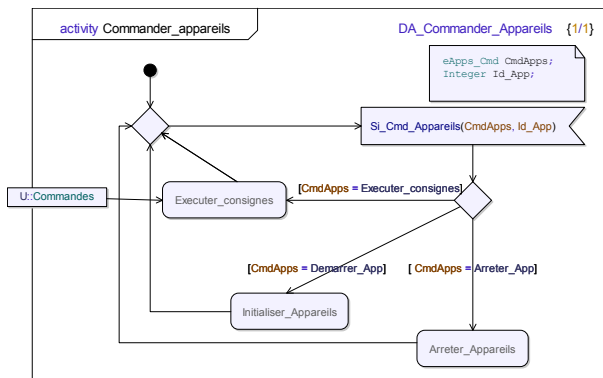 activity Commander_appareils
DA_Commander_Appareils {1/1}
eApps_Cmd CmdApps;
Integer Id_App;
Si_Cmd_Appareils(CmdApps, Id_App)
[CmdApps = Executer_consignes]
U::Commandes
Executer_consignes
[CmdApps = Demarrer_App]
[ CmdApps = Arreter_App]
Initialiser_Appareils
Arreter_Appareils